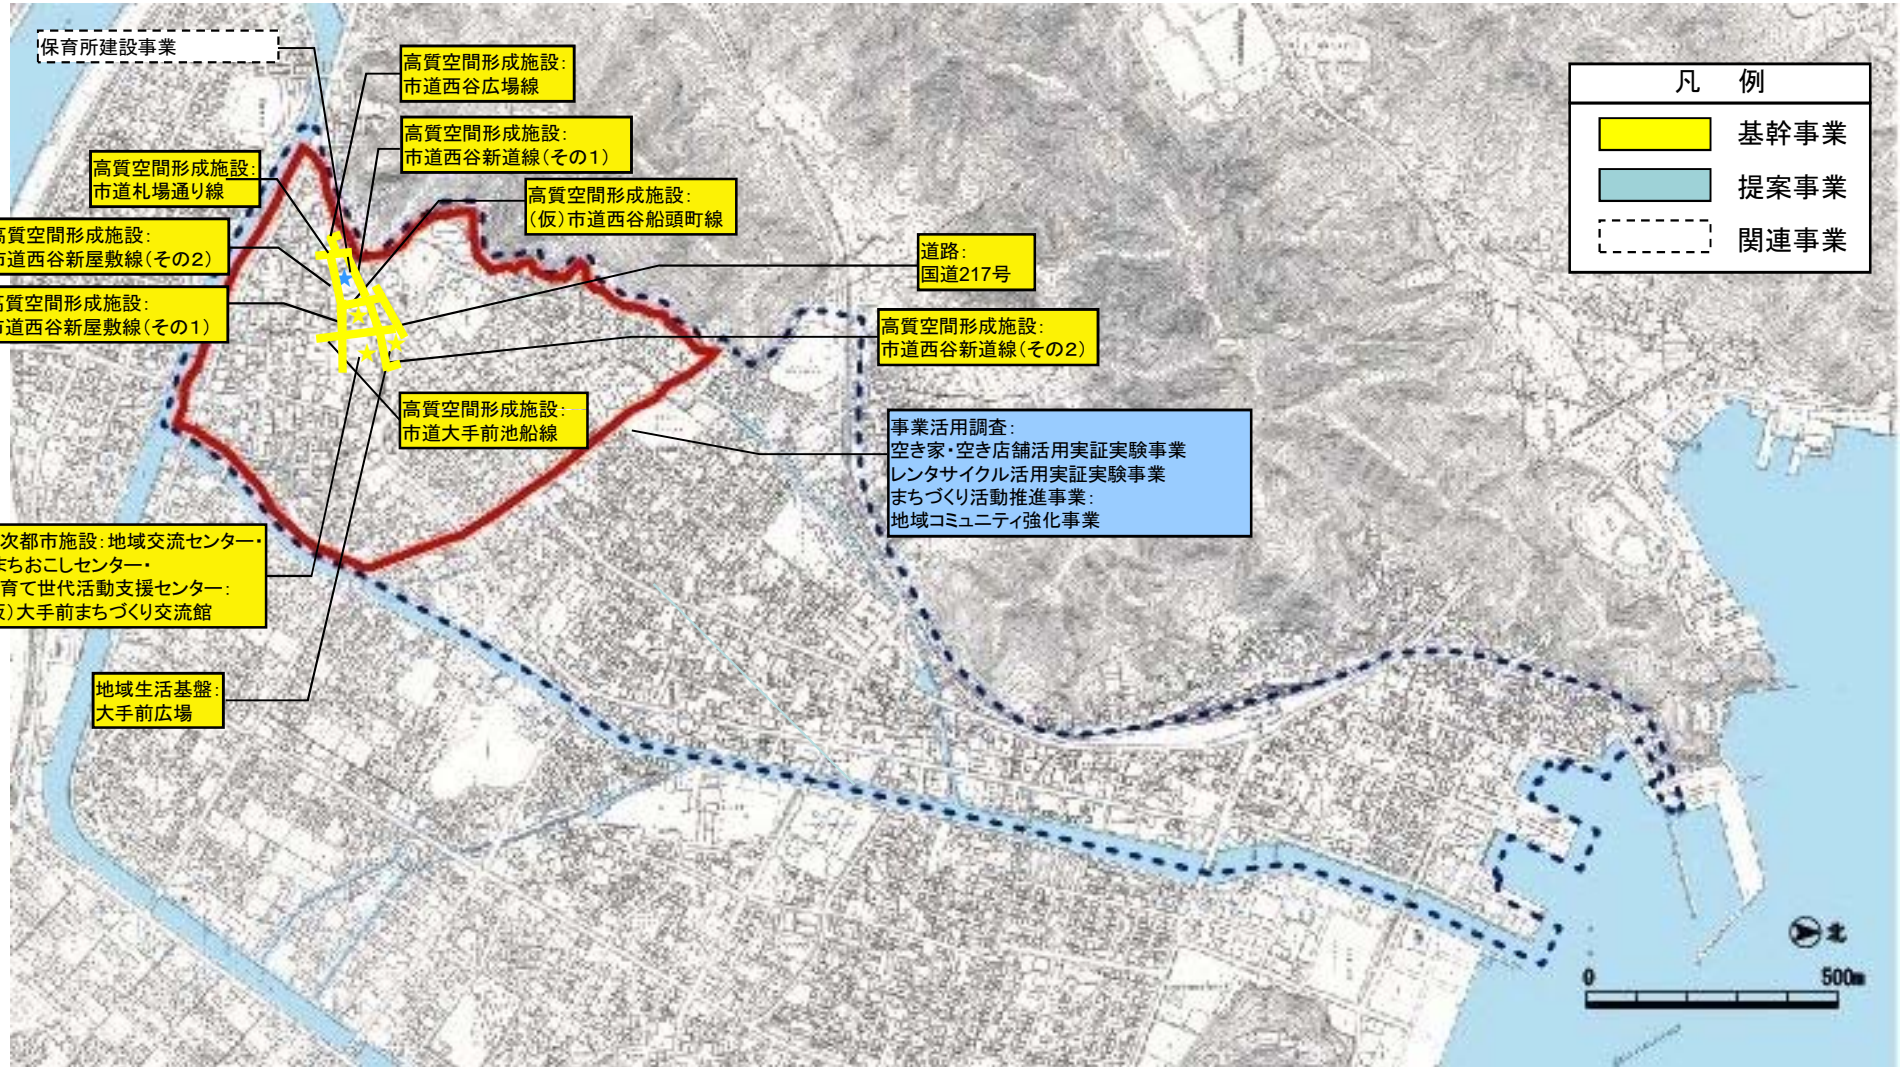 保育所建設事業
高質空間形成施設：
市道西谷広場線
高質空間形成施設：
市道西谷新道線（その１）
高質空間形成施設：
市道札場通り線
高質空間形成施設：
（仮）市道西谷船頭町線
高質空間形成施設：
市道西谷新屋敷線（その２）
道路：
国道217号
高質空間形成施設：
市道西谷新屋敷線（その１）
高質空間形成施設：
市道西谷新道線（その２）
高質空間形成施設：
市道大手前池船線
事業活用調査：
空き家・空き店舗活用実証実験事業
レンタサイクル活用実証実験事業
まちづくり活動推進事業：
地域コミュニティ強化事業
次都市施設：地域交流センター・
まちおこしセンター・
育て世代活動支援センター：
仮）大手前まちづくり交流館
地域生活基盤：
大手前広場
凡 例
基幹事業
提案事業
関連事業
北
0 500m